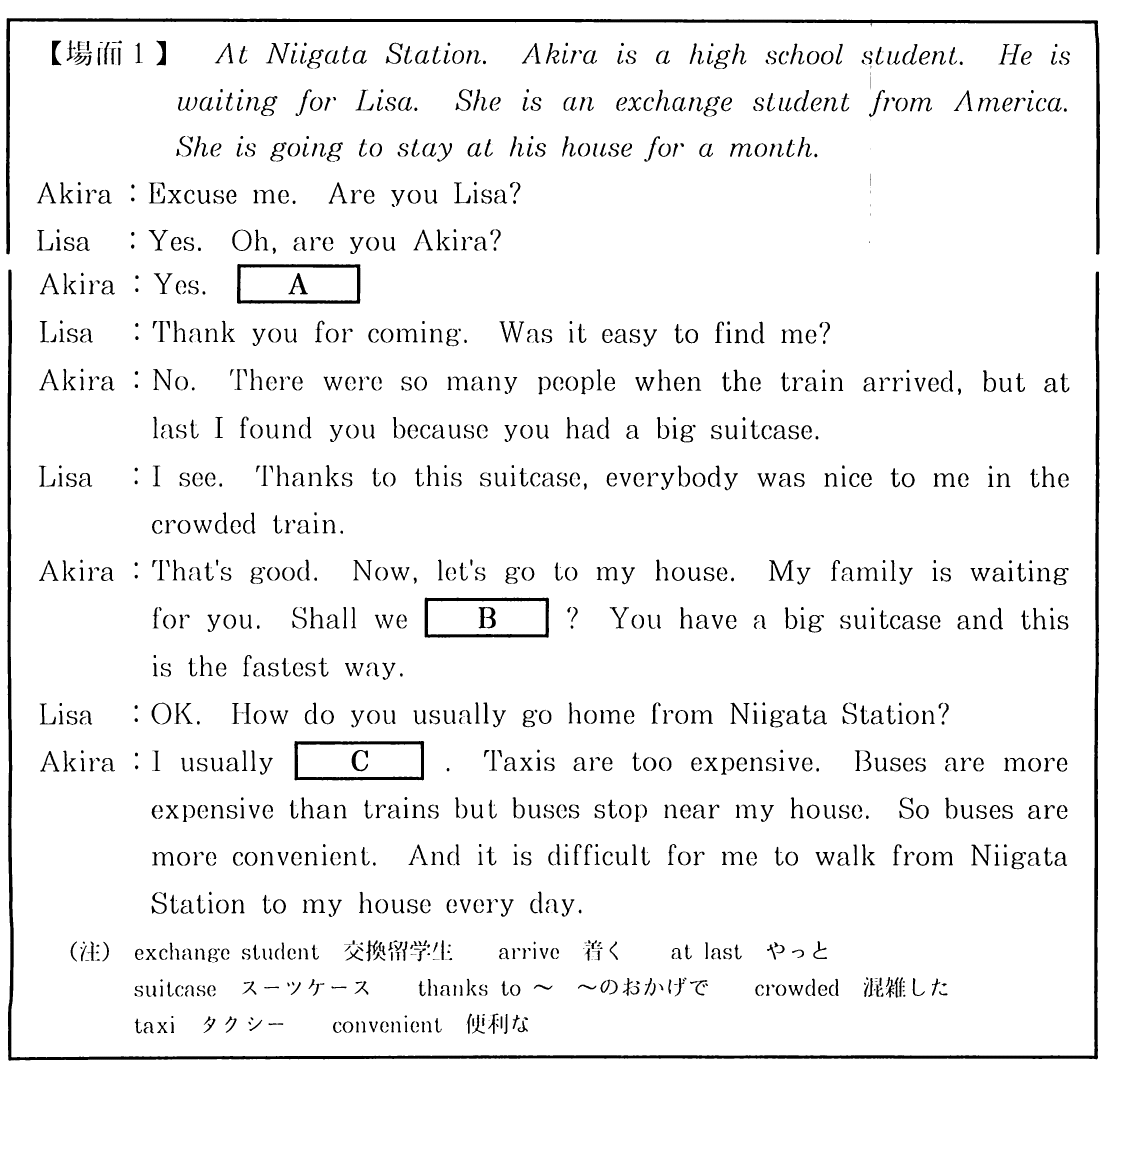 【場面1】 At Niigata Station. Akira is a high school student. He is
waiting for Lisa. She is an exchange student from America.
She is going to stay at his house for a month.
Akira：Excuse me. Are you Lisa?
Lisa ：Yes. Oh, are you Akira?
Akira：Yes. A
Lisa ：Thank you for coming. Was it easy to find me?
Akira：No. There were so many people when the train arrived, but at
last I found you because you had a big suitcase.
Lisa ：I see. Thanks to this suitcase, everybody was nice to me in the
crowded train.
Akira：That's good. Now, let's go to my house. My family is waiting
for you. Shall we B ? You have a big suitcase and this
is the fastest way.
Lisa ：OK. How do you usually go home from Niigata Station?
Akira：I usually C . Taxis are too expensive. Buses are more
expensive than trains but buses stop near my house. So buses are
more convenient. And it is difficult for me to walk from Niigata
Station to my house every day.
(注) exchange student 交換留学生 arrive 着く at last やっと
suitcase スーツケース thanks to ～ ～のおかげで crowded 混雑した
taxi タクシー convenient 便利な